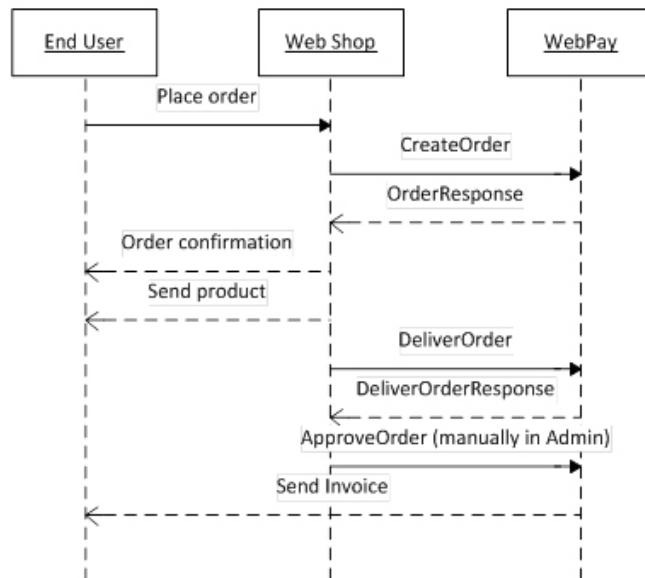 End User
Web Shop
WebPay
Place order
CreateOrder
OrderResponse
Order confirmation
Send product
DeliverOrder
DeliverOrderResponse
ApproveOrder (manually in Admin)
Send Invoice